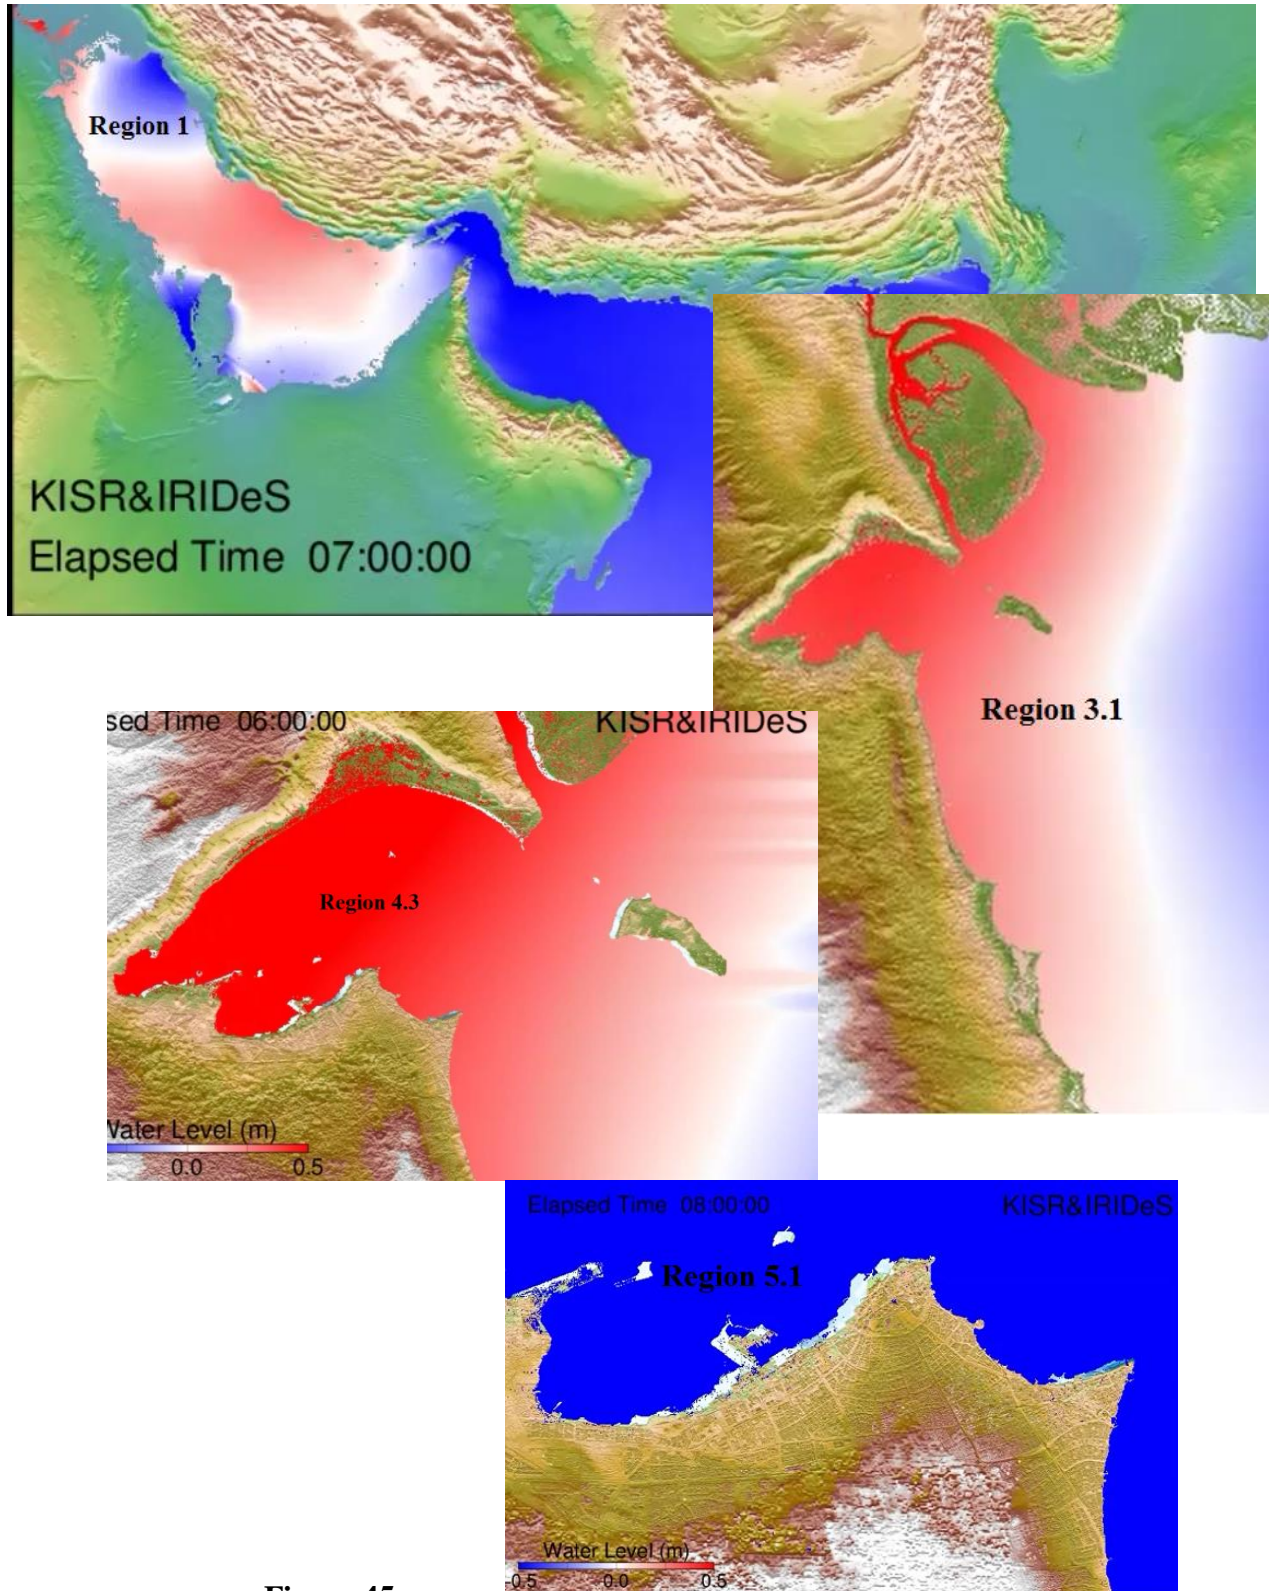 Region 1
KISR&IRIDeS
Elapsed Time 07:00:00
Region 3.1
sed Time 06:00:00 KISR&IRIDeS
Region 4.3
Water Level (m)
0.0 0.5
Elapsed Time 08:00:00 KISR&IRIDeS
Region 5.1
Water Level (m)
-0.5 0.0 0.5
Figure 45